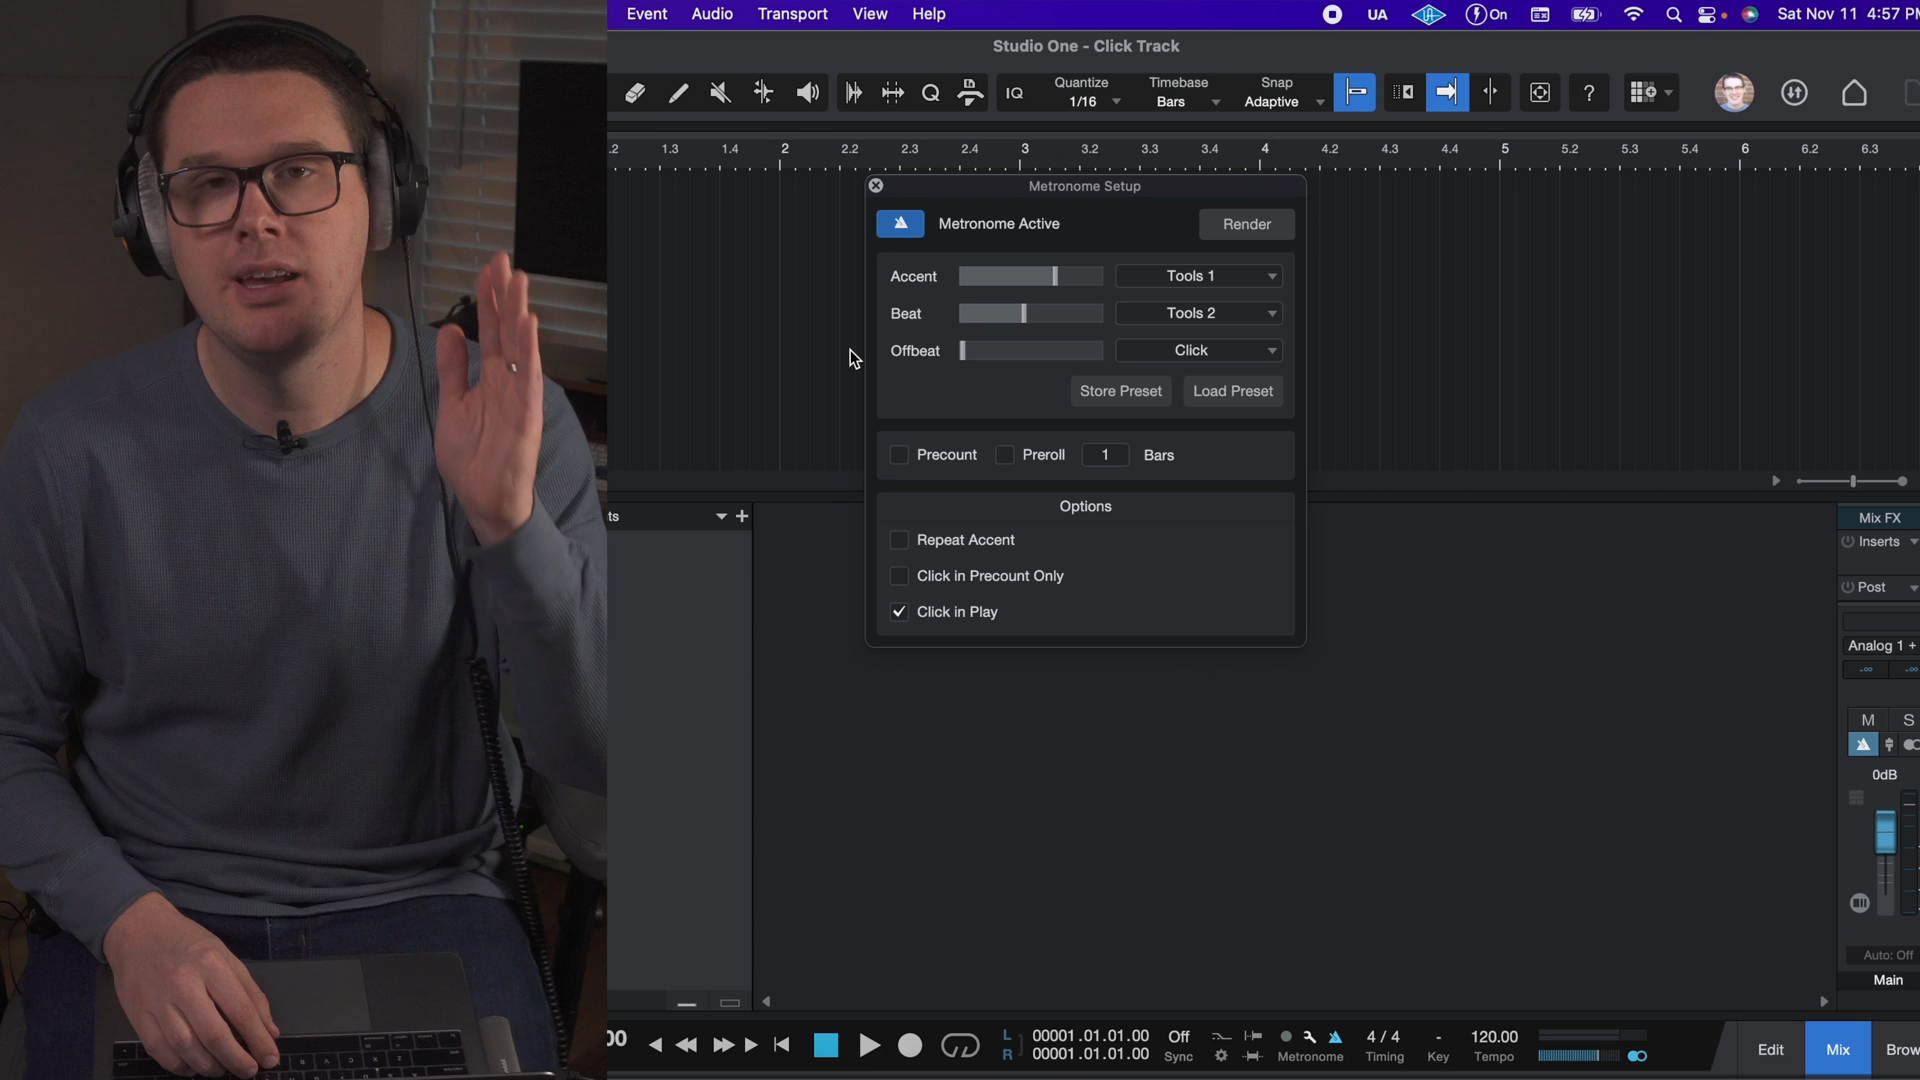 Event Audio Transport View Help
UA
On
Sat Nov 11 4:57 PM
Studio One - Click Track
Quantize
1/16
Timebase
Bars
Snap
Adaptive
Q
IQ
?
.2 1.3 1.4 2 2.2 2.3 2.4 3 3.2 3.3 3.4 4 4.2 4.3 4.4 5 5.2 5.3 5.4 6 6.2 6.3
Metronome Setup
Metronome Active
Render
Accent
Tools 1
Beat
Tools 2
Offbeat
Click
Store Preset
Load Preset
Precount
Preroll
1
Bars
Options
Repeat Accent
Click in Precount Only
Click in Play
ts
Mix FX
Inserts
Post
Analog 1 +
-∞ -∞
M S
0dB
Auto: Off
Main
00
L 00001.01.01.00
R 00001.01.01.00
Off
Sync
Metronome
4 / 4
Timing
-
Key
120.00
Tempo
Edit
Mix
Brow